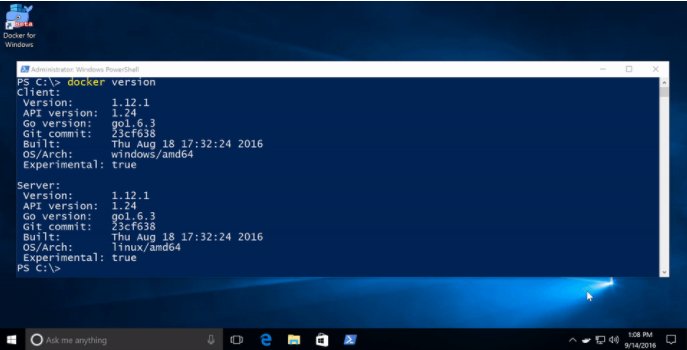 beta
Docker for
Windows
Administrator: Windows PowerShell
PS C:\> docker version
Client:
Version: 1.12.1
API version: 1.24
Go version: go1.6.3
Git commit: 23cf638
Built: Thu Aug 18 17:32:24 2016
OS/Arch: windows/amd64
Experimental: true
Server:
Version: 1.12.1
API version: 1.24
Go version: go1.6.3
Git commit: 23cf638
Built: Thu Aug 18 17:32:24 2016
OS/Arch: linux/amd64
Experimental: true
PS C:\>
Ask me anything
1:08 PM
9/14/2016